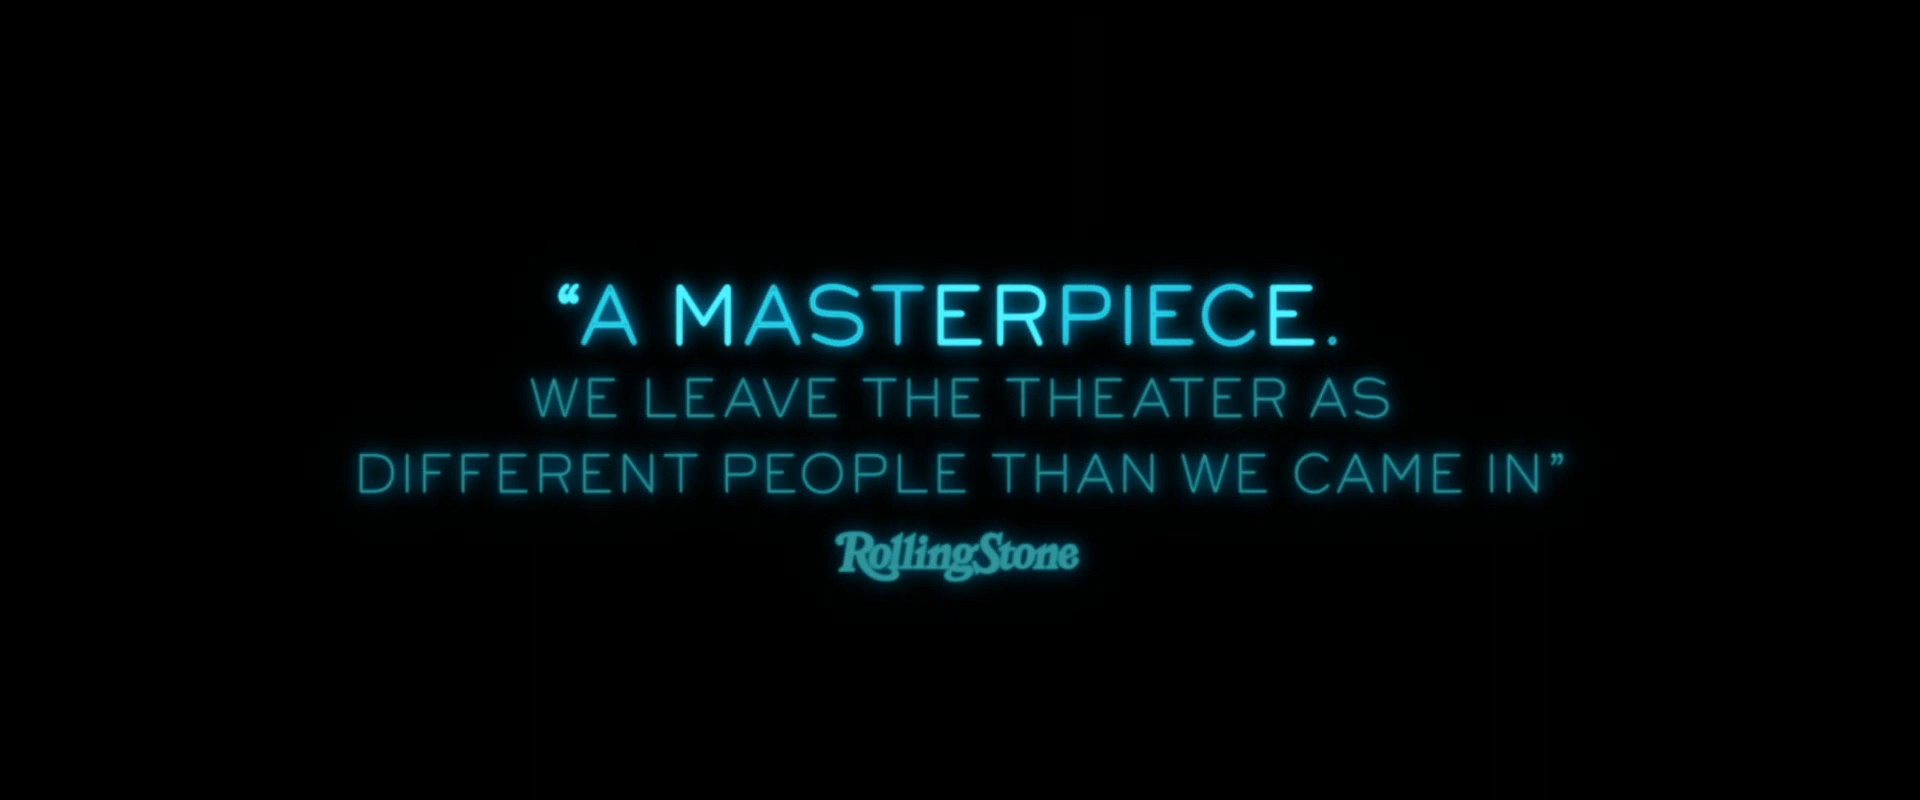 “A MASTERPIECE.
WE LEAVE THE THEATER AS
DIFFERENT PEOPLE THAN WE CAME IN”
RollingStone